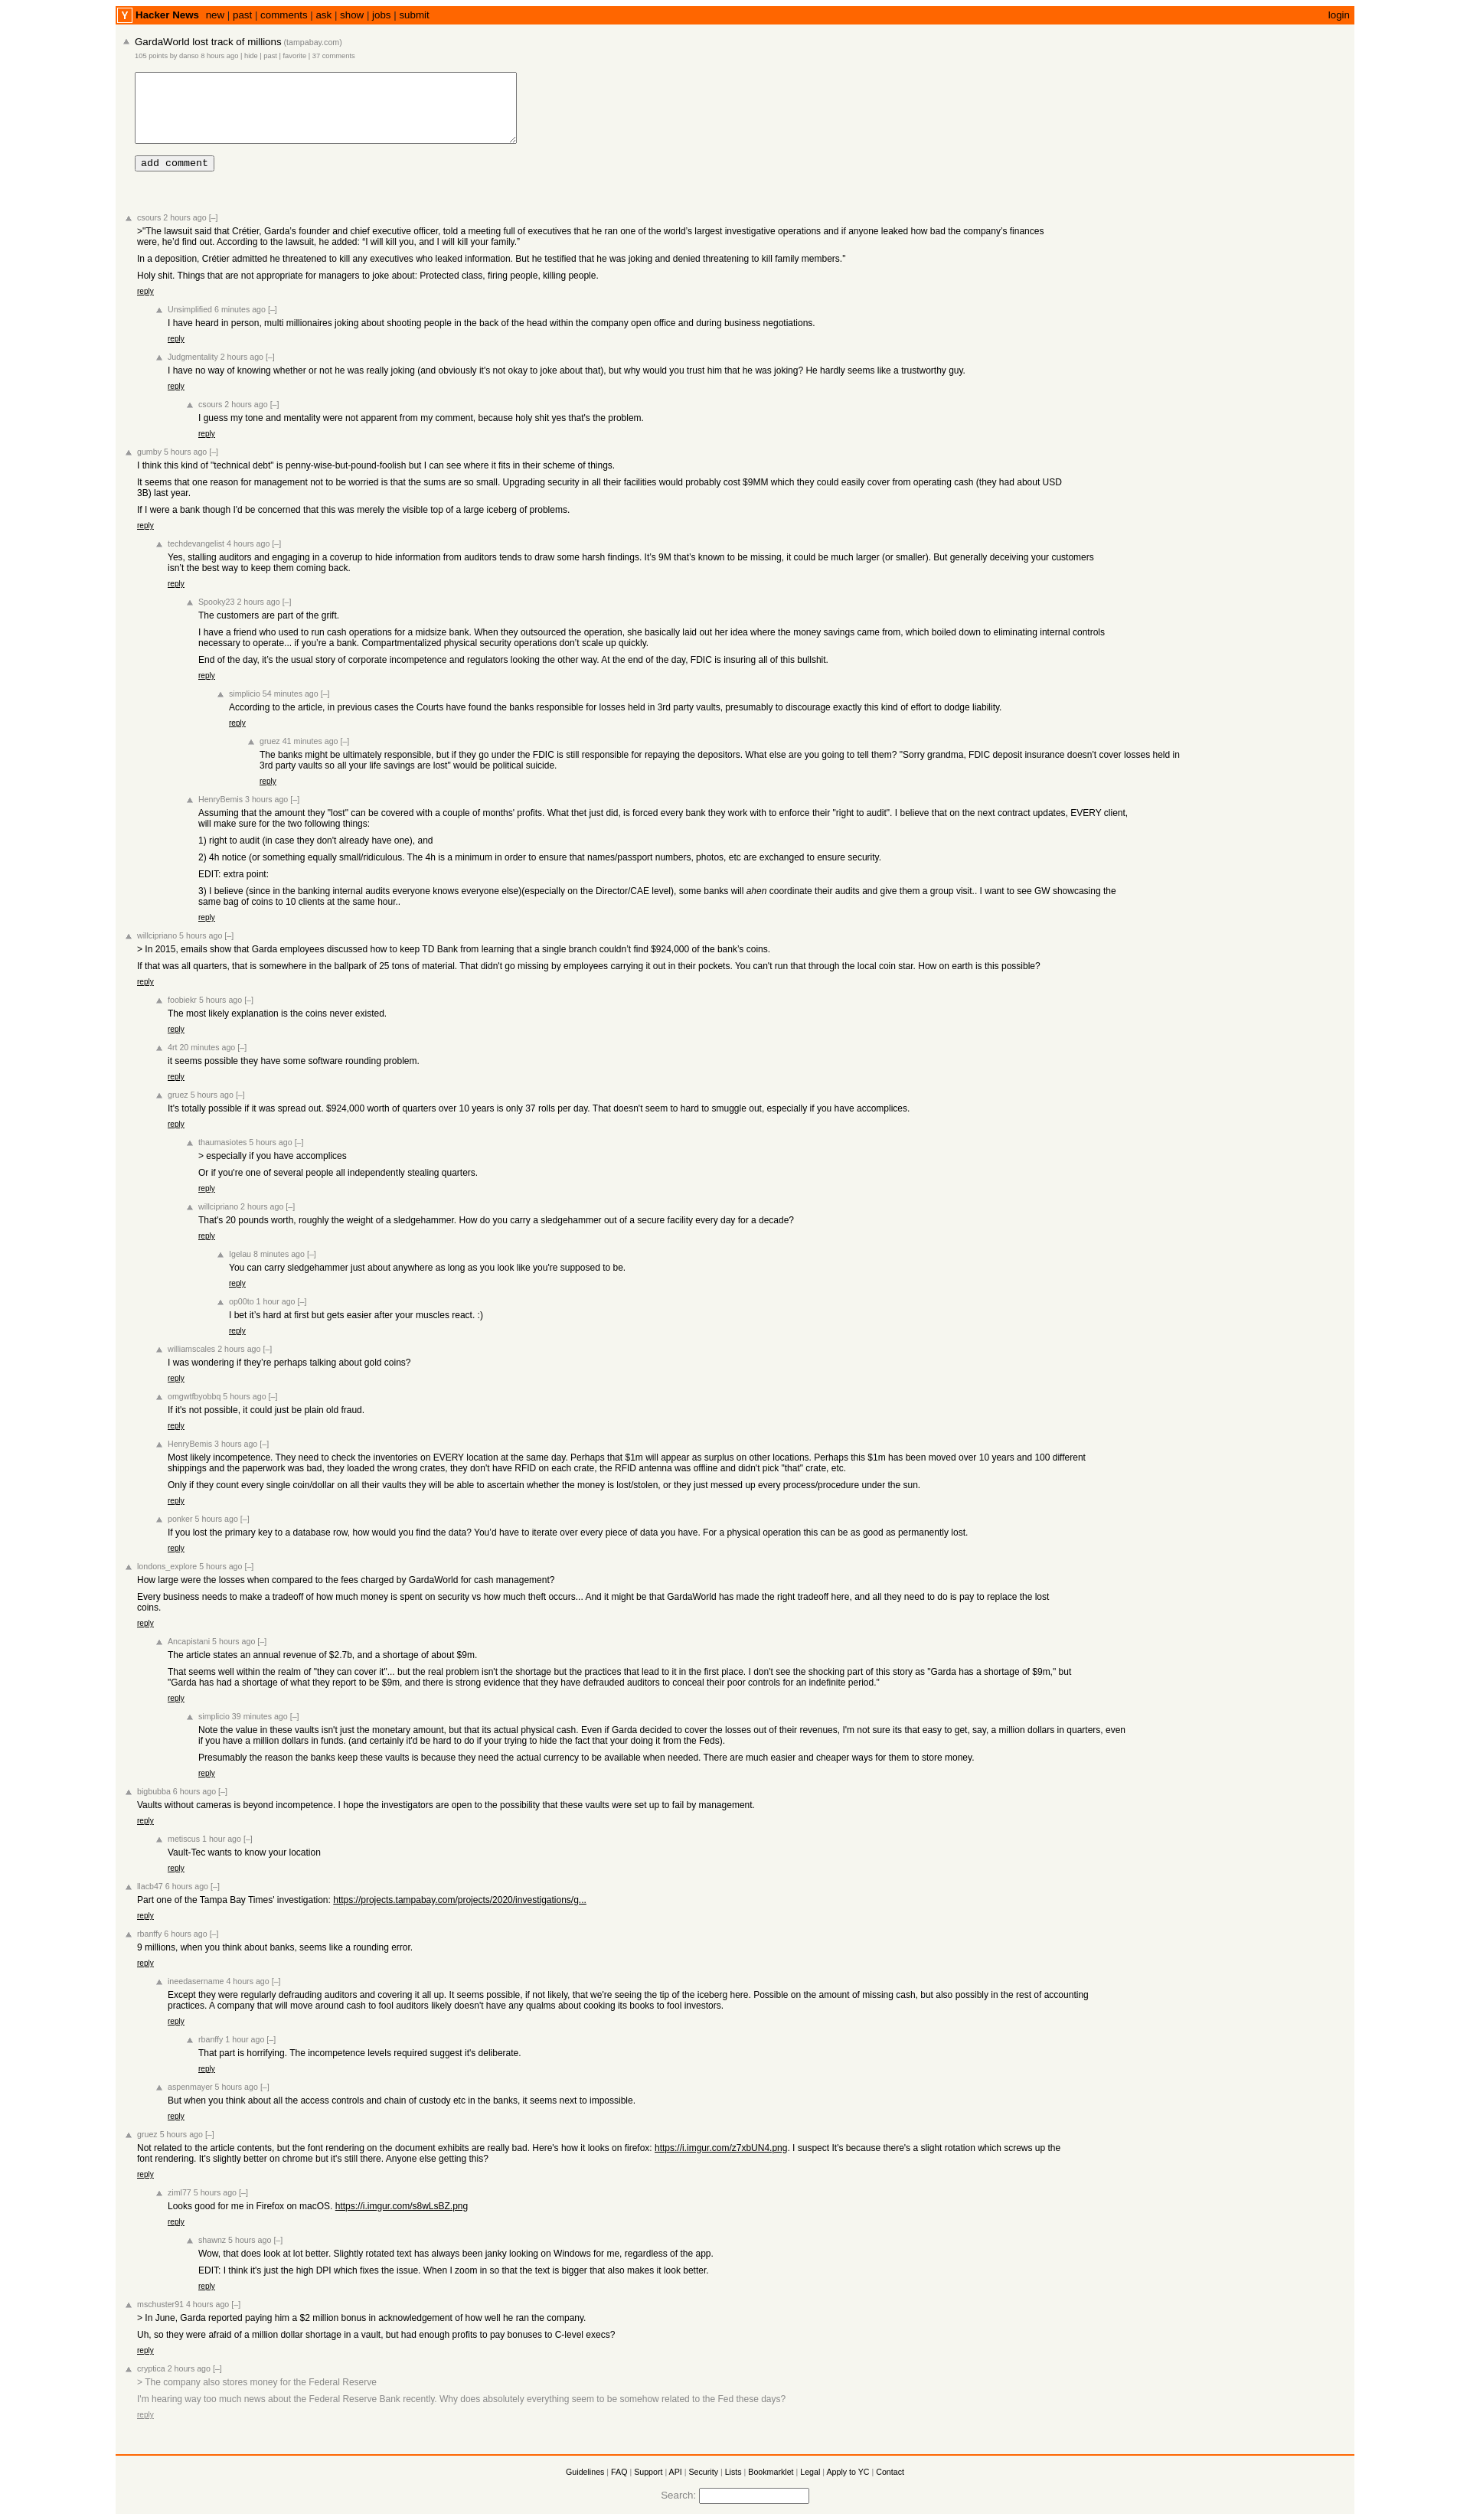 Y Hacker News new | past | comments | ask | show | jobs | submit login
GardaWorld lost track of millions (tampabay.com)
105 points by danso 8 hours ago | hide | past | favorite | 37 comments
add comment
csours 2 hours ago [–]
>"The lawsuit said that Crétier, Garda's founder and chief executive officer, told a meeting full of executives that he ran one of the world's largest investigative operations and if anyone leaked how bad the company's finances
were, he'd find out. According to the lawsuit, he added: “I will kill you, and I will kill your family.”
In a deposition, Crétier admitted he threatened to kill any executives who leaked information. But he testified that he was joking and denied threatening to kill family members."
Holy shit. Things that are not appropriate for managers to joke about: Protected class, firing people, killing people.
reply
Unsimplified 6 minutes ago [–]
I have heard in person, multi millionaires joking about shooting people in the back of the head within the company open office and during business negotiations.
reply
Judgmentality 2 hours ago [–]
I have no way of knowing whether or not he was really joking (and obviously it's not okay to joke about that), but why would you trust him that he was joking? He hardly seems like a trustworthy guy.
reply
csours 2 hours ago [–]
I guess my tone and mentality were not apparent from my comment, because holy shit yes that's the problem.
reply
gumby 5 hours ago [–]
I think this kind of "technical debt" is penny-wise-but-pound-foolish but I can see where it fits in their scheme of things.
It seems that one reason for management not to be worried is that the sums are so small. Upgrading security in all their facilities would probably cost $9MM which they could easily cover from operating cash (they had about USD
3B) last year.
If I were a bank though I'd be concerned that this was merely the visible top of a large iceberg of problems.
reply
techdevangelist 4 hours ago [–]
Yes, stalling auditors and engaging in a coverup to hide information from auditors tends to draw some harsh findings. It's 9M that's known to be missing, it could be much larger (or smaller). But generally deceiving your customers
isn't the best way to keep them coming back.
reply
Spooky23 2 hours ago [–]
The customers are part of the grift.
I have a friend who used to run cash operations for a midsize bank. When they outsourced the operation, she basically laid out her idea where the money savings came from, which boiled down to eliminating internal controls
necessary to operate... if you're a bank. Compartmentalized physical security operations don't scale up quickly.
End of the day, it's the usual story of corporate incompetence and regulators looking the other way. At the end of the day, FDIC is insuring all of this bullshit.
reply
simplicio 54 minutes ago [–]
According to the article, in previous cases the Courts have found the banks responsible for losses held in 3rd party vaults, presumably to discourage exactly this kind of effort to dodge liability.
reply
gruez 41 minutes ago [–]
The banks might be ultimately responsible, but if they go under the FDIC is still responsible for repaying the depositors. What else are you going to tell them? "Sorry grandma, FDIC deposit insurance doesn't cover losses held in
3rd party vaults so all your life savings are lost" would be political suicide.
reply
HenryBemis 3 hours ago [–]
Assuming that the amount they "lost" can be covered with a couple of months' profits. What thet just did, is forced every bank they work with to enforce their "right to audit". I believe that on the next contract updates, EVERY client,
will make sure for the two following things:
1) right to audit (in case they don't already have one), and
2) 4h notice (or something equally small/ridiculous. The 4h is a minimum in order to ensure that names/passport numbers, photos, etc are exchanged to ensure security.
EDIT: extra point:
3) I believe (since in the banking internal audits everyone knows everyone else)(especially on the Director/CAE level), some banks will ahen coordinate their audits and give them a group visit.. I want to see GW showcasing the
same bag of coins to 10 clients at the same hour..
reply
willcipriano 5 hours ago [–]
> In 2015, emails show that Garda employees discussed how to keep TD Bank from learning that a single branch couldn't find $924,000 of the bank's coins.
If that was all quarters, that is somewhere in the ballpark of 25 tons of material. That didn't go missing by employees carrying it out in their pockets. You can't run that through the local coin star. How on earth is this possible?
reply
foobiekr 5 hours ago [–]
The most likely explanation is the coins never existed.
reply
4rt 20 minutes ago [–]
it seems possible they have some software rounding problem.
reply
gruez 5 hours ago [–]
It's totally possible if it was spread out. $924,000 worth of quarters over 10 years is only 37 rolls per day. That doesn't seem to hard to smuggle out, especially if you have accomplices.
reply
thaumasiotes 5 hours ago [–]
> especially if you have accomplices
Or if you're one of several people all independently stealing quarters.
reply
willcipriano 2 hours ago [–]
That's 20 pounds worth, roughly the weight of a sledgehammer. How do you carry a sledgehammer out of a secure facility every day for a decade?
reply
Igelau 8 minutes ago [–]
You can carry sledgehammer just about anywhere as long as you look like you're supposed to be.
reply
op00to 1 hour ago [–]
I bet it's hard at first but gets easier after your muscles react. :)
reply
williamscales 2 hours ago [–]
I was wondering if they're perhaps talking about gold coins?
reply
omgwtfbyobbq 5 hours ago [–]
If it's not possible, it could just be plain old fraud.
reply
HenryBemis 3 hours ago [–]
Most likely incompetence. They need to check the inventories on EVERY location at the same day. Perhaps that $1m will appear as surplus on other locations. Perhaps this $1m has been moved over 10 years and 100 different
shippings and the paperwork was bad, they loaded the wrong crates, they don't have RFID on each crate, the RFID antenna was offline and didn't pick "that" crate, etc.
Only if they count every single coin/dollar on all their vaults they will be able to ascertain whether the money is lost/stolen, or they just messed up every process/procedure under the sun.
reply
ponker 5 hours ago [–]
If you lost the primary key to a database row, how would you find the data? You'd have to iterate over every piece of data you have. For a physical operation this can be as good as permanently lost.
reply
londons_explore 5 hours ago [–]
How large were the losses when compared to the fees charged by GardaWorld for cash management?
Every business needs to make a tradeoff of how much money is spent on security vs how much theft occurs... And it might be that GardaWorld has made the right tradeoff here, and all they need to do is pay to replace the lost
coins.
reply
Ancapistani 5 hours ago [–]
The article states an annual revenue of $2.7b, and a shortage of about $9m.
That seems well within the realm of "they can cover it"... but the real problem isn't the shortage but the practices that lead to it in the first place. I don't see the shocking part of this story as "Garda has a shortage of $9m," but
"Garda has had a shortage of what they report to be $9m, and there is strong evidence that they have defrauded auditors to conceal their poor controls for an indefinite period."
reply
simplicio 39 minutes ago [–]
Note the value in these vaults isn't just the monetary amount, but that its actual physical cash. Even if Garda decided to cover the losses out of their revenues, I'm not sure its that easy to get, say, a million dollars in quarters, even
if you have a million dollars in funds. (and certainly it'd be hard to do if your trying to hide the fact that your doing it from the Feds).
Presumably the reason the banks keep these vaults is because they need the actual currency to be available when needed. There are much easier and cheaper ways for them to store money.
reply
bigbubba 6 hours ago [–]
Vaults without cameras is beyond incompetence. I hope the investigators are open to the possibility that these vaults were set up to fail by management.
reply
metiscus 1 hour ago [–]
Vault-Tec wants to know your location
reply
llacb47 6 hours ago [–]
Part one of the Tampa Bay Times' investigation: https://projects.tampabay.com/projects/2020/investigations/g...
reply
rbanffy 6 hours ago [–]
9 millions, when you think about banks, seems like a rounding error.
reply
ineedasername 4 hours ago [–]
Except they were regularly defrauding auditors and covering it all up. It seems possible, if not likely, that we're seeing the tip of the iceberg here. Possible on the amount of missing cash, but also possibly in the rest of accounting
practices. A company that will move around cash to fool auditors likely doesn't have any qualms about cooking its books to fool investors.
reply
rbanffy 1 hour ago [–]
That part is horrifying. The incompetence levels required suggest it's deliberate.
reply
aspenmayer 5 hours ago [–]
But when you think about all the access controls and chain of custody etc in the banks, it seems next to impossible.
reply
gruez 5 hours ago [–]
Not related to the article contents, but the font rendering on the document exhibits are really bad. Here's how it looks on firefox: https://i.imgur.com/z7xbUN4.png. I suspect It's because there's a slight rotation which screws up the
font rendering. It's slightly better on chrome but it's still there. Anyone else getting this?
reply
ziml77 5 hours ago [–]
Looks good for me in Firefox on macOS. https://i.imgur.com/s8wLsBZ.png
reply
shawnz 5 hours ago [–]
Wow, that does look at lot better. Slightly rotated text has always been janky looking on Windows for me, regardless of the app.
EDIT: I think it's just the high DPI which fixes the issue. When I zoom in so that the text is bigger that also makes it look better.
reply
mschuster91 4 hours ago [–]
> In June, Garda reported paying him a $2 million bonus in acknowledgement of how well he ran the company.
Uh, so they were afraid of a million dollar shortage in a vault, but had enough profits to pay bonuses to C-level execs?
reply
cryptica 2 hours ago [–]
> The company also stores money for the Federal Reserve
I'm hearing way too much news about the Federal Reserve Bank recently. Why does absolutely everything seem to be somehow related to the Fed these days?
reply
Guidelines | FAQ | Support | API | Security | Lists | Bookmarklet | Legal | Apply to YC | Contact
Search: